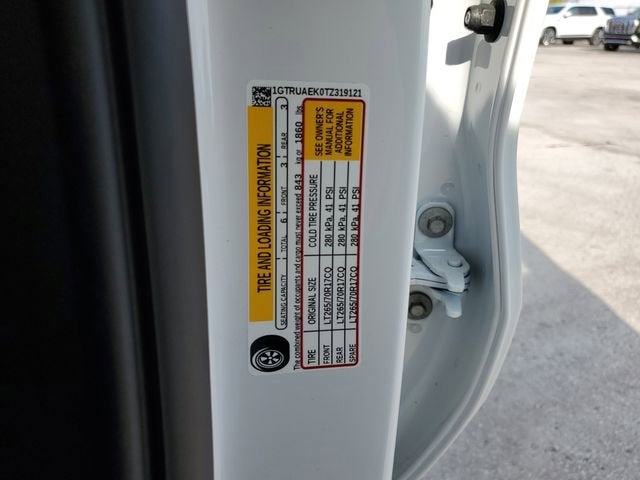 1GTRUAEK0TZ319121
TIRE AND LOADING INFORMATION
SEATING CAPACITY TOTAL 6 FRONT 3 REAR 3
The combined weight of occupants and cargo must never exceed 843 kg or 1860 lbs
TIRE ORIGINAL SIZE COLD TIRE PRESSURE
FRONT LT265/70R17CO 280 kPa, 41 PSI
REAR LT265/70R17CO 280 kPa, 41 PSI
SPARE LT265/70R17CO 280 kPa, 41 PSI
SEE OWNER'S
MANUAL FOR
ADDITIONAL
INFORMATION